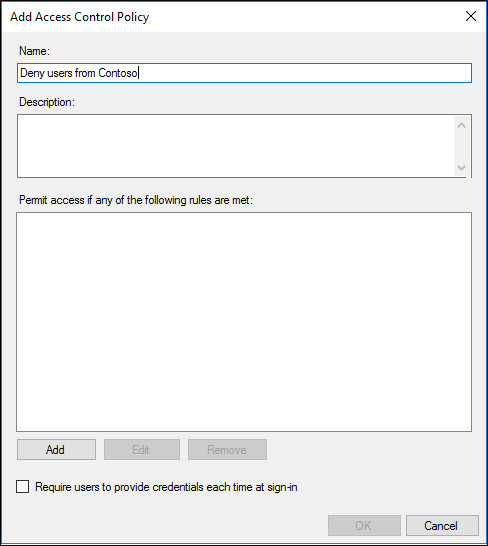 Add Access Control Policy
Name:
Deny users from Contoso
Description:
Permit access if any of the following rules are met:
Add
Edit
Remove
Require users to provide credentials each time at sign-in
OK
Cancel